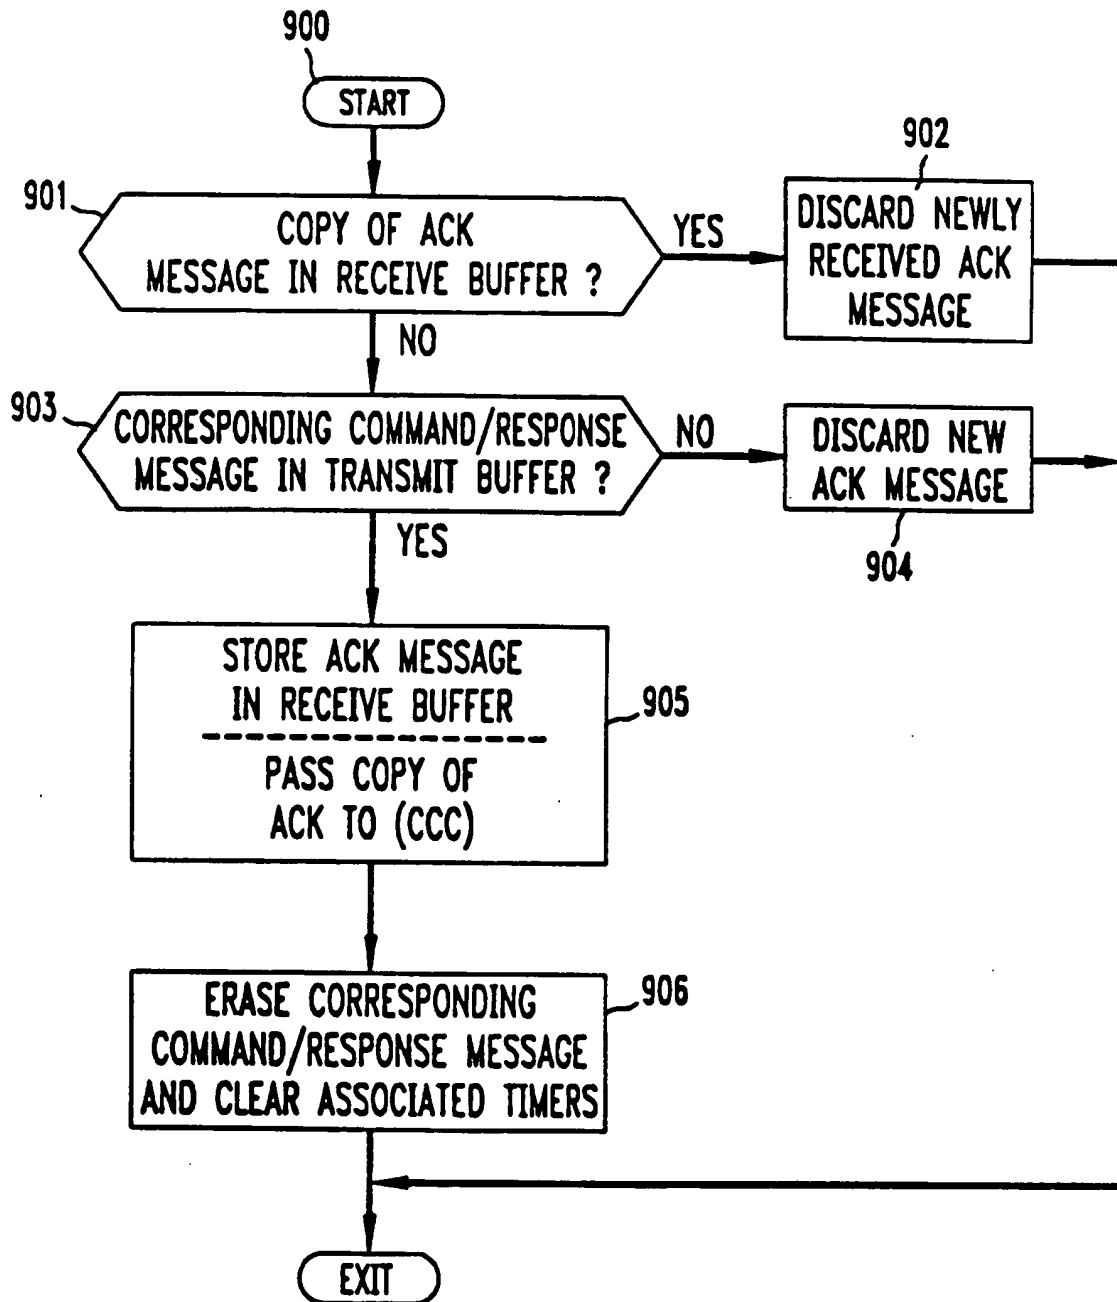 900
START
901
COPY OF ACK
MESSAGE IN RECEIVE BUFFER ?
YES
902
DISCARD NEWLY
RECEIVED ACK
MESSAGE
NO
903
CORRESPONDING COMMAND/RESPONSE
MESSAGE IN TRANSMIT BUFFER ?
NO
DISCARD NEW
ACK MESSAGE
904
YES
STORE ACK MESSAGE
IN RECEIVE BUFFER
PASS COPY OF
ACK TO (CCC)
905
ERASE CORRESPONDING
COMMAND/RESPONSE MESSAGE
AND CLEAR ASSOCIATED TIMERS
906
EXIT